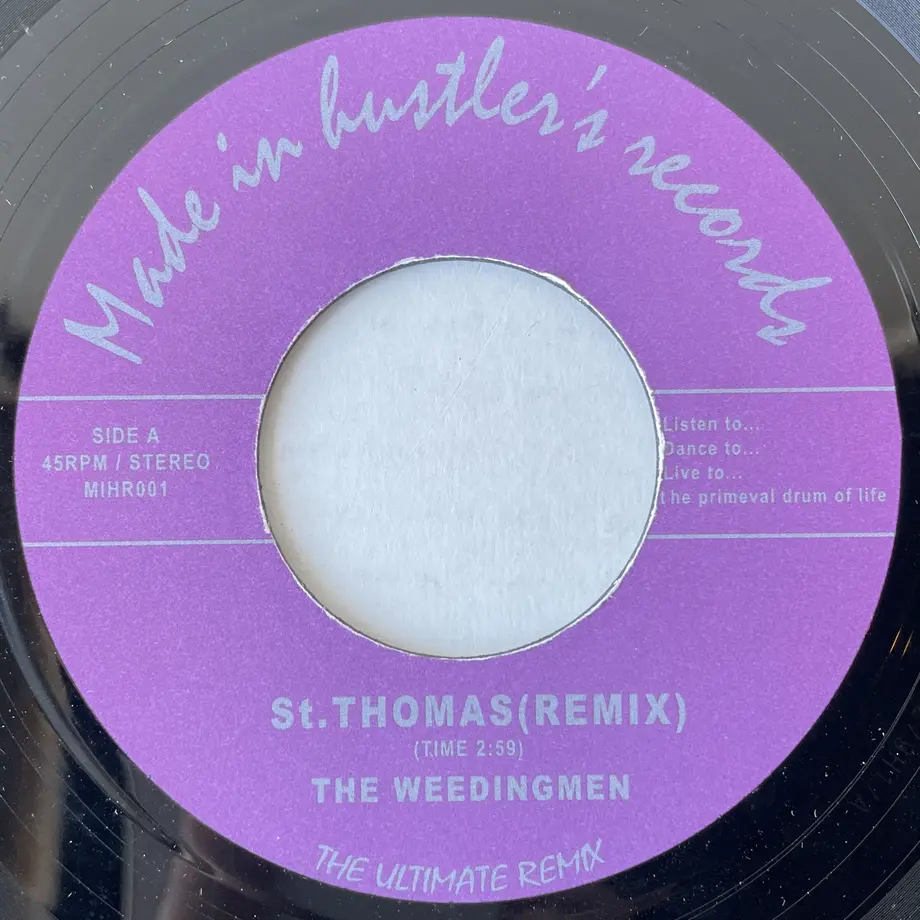 Made in hustler's records
SIDE A
45RPM / STEREO
MIHR001
Listen to...
Dance to...
Live to...
the primeval drum of life
St.THOMAS(REMIX)
(TIME 2:59)
THE WEEDINGMEN
THE ULTIMATE REMIX